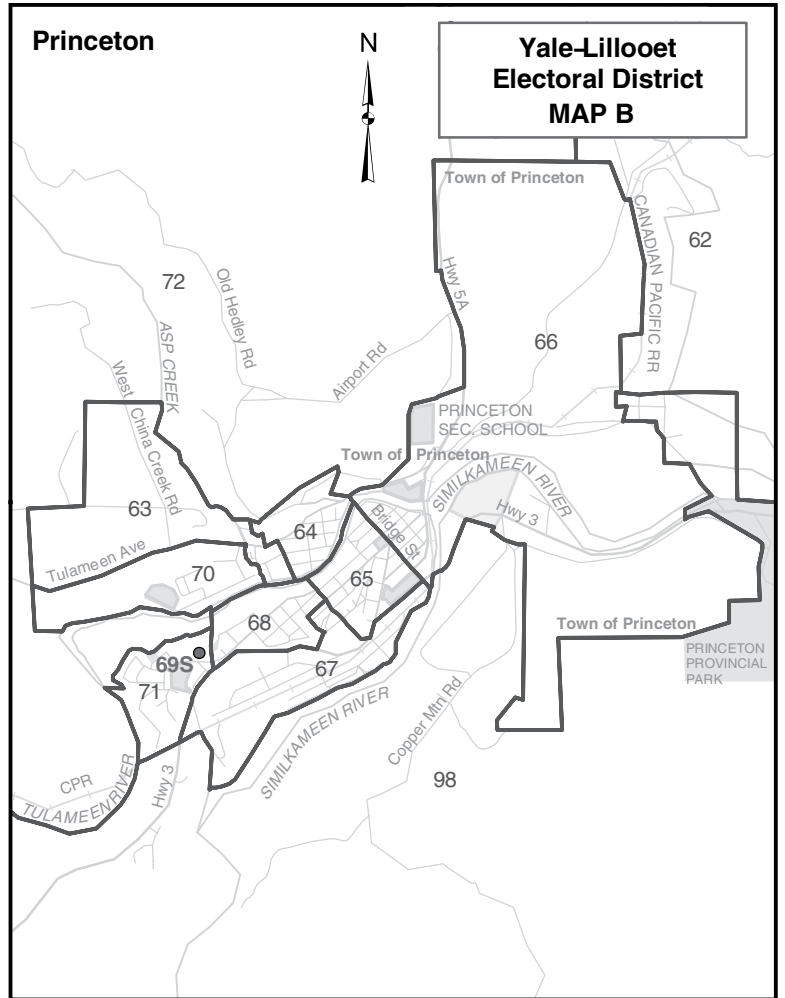 Princeton
N
Yale-Lillooet
Electoral District
MAP B
Town of Princeton
CANADIAN PACIFIC RR
62
72
Old Hedley Rd
Hwy 5A
66
ASP CREEK
Airport Rd
West China Creek Rd
PRINCETON
SEC. SCHOOL
Town of Princeton
SIMILKAMEEN RIVER
63
Hwy 3
64
Bridge St
Tulameen Ave
70
65
68
Town of Princeton
PRINCETON
PROVINCIAL
PARK
69S
67
71
SIMILKAMEEN RIVER
Copper Mtn Rd
98
CPR
TULAMEEN RIVER
Hwy 3